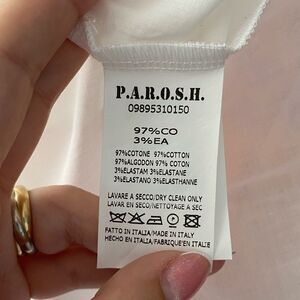 P.A.R.O.S.H.
09895310150
97%CO
3%EA
97%COTONE 97%COTTON
97%ALGODON 97% COTON
3%ELASTAM 3%ELASTANE
3%ELASTANO 3%ELASTHANNE
LAVARE A SECCO/DRY CLEAN ONLY
LAVAR EN SECO/NETTOYAGE A SEC
FATTO IN ITALIA/MADE IN ITALY
HECHO EN ITALIA/FABRIQUE'EN ITALIE